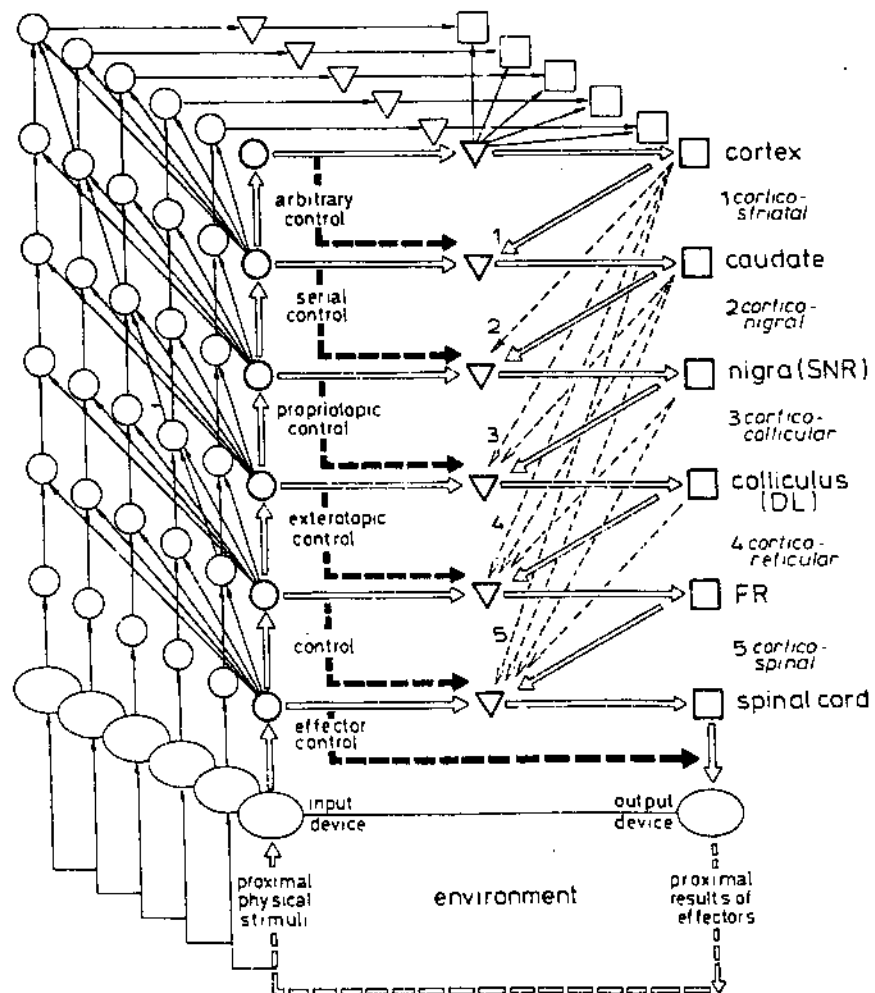 cortex
arbitrary
control
1 cortico-
striatal
1
caudate
serial
control
2 cortico-
nigral
2
nigra (SNR)
propriotopic
control
3 cortico-
collicular
3
colliculus
(DL)
exterotopic
control
4
4 cortico-
reticular
FR
control
5
5 cortico-
spinal
spinal cord
effector
control
input
device
output
device
proximal
physical
stimuli
environment
proximal
results of
effectors